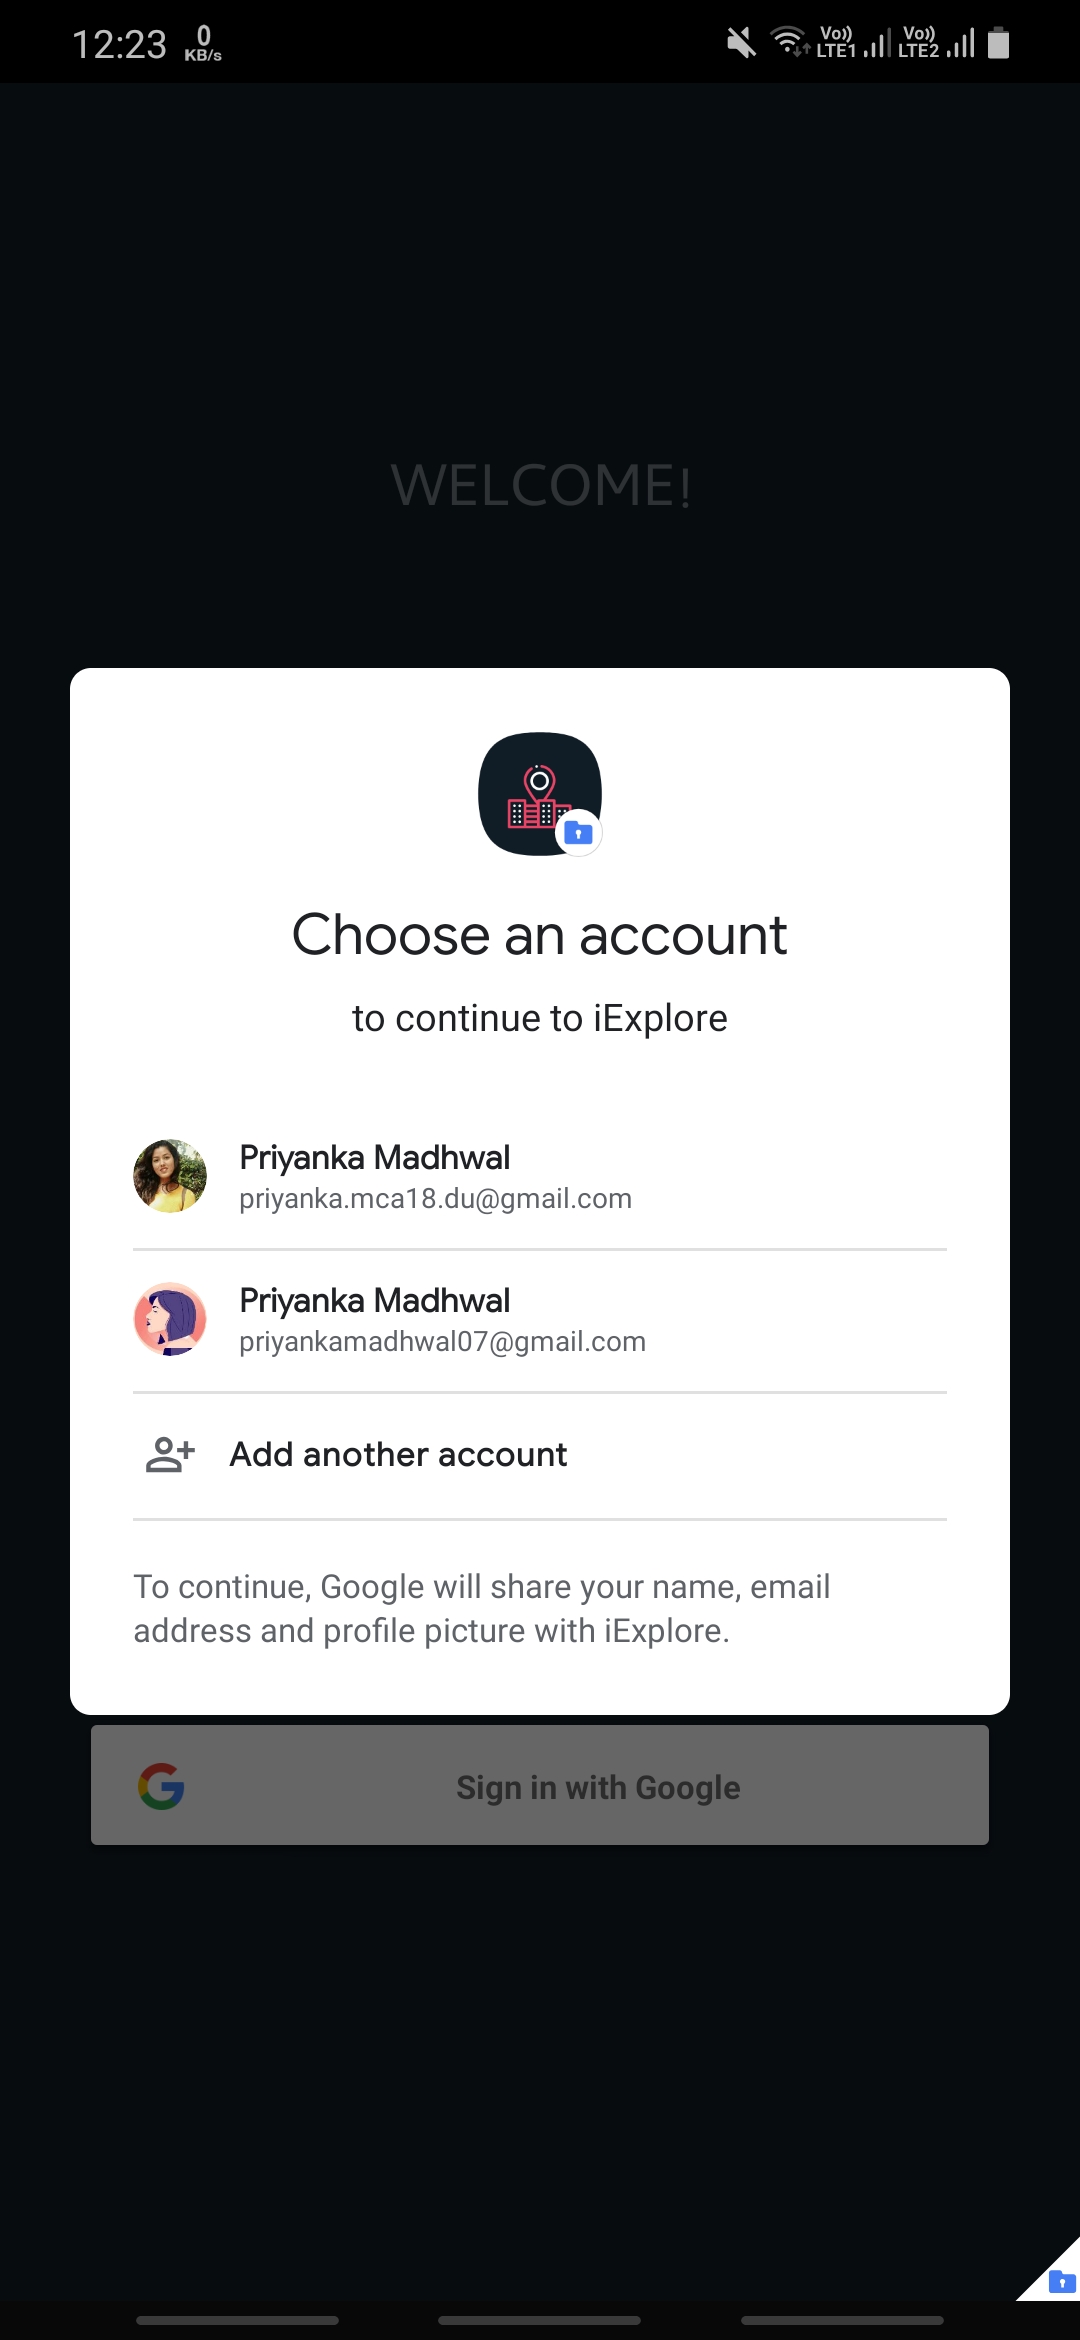 12:23 0 KB/s Vo)) LTE1 Vo)) LTE2
WELCOME!
Choose an account
to continue to iExplore
Priyanka Madhwal
priyanka.mca18.du@gmail.com
Priyanka Madhwal
priyankamadhwal07@gmail.com
Add another account
To continue, Google will share your name, email
address and profile picture with iExplore.
G Sign in with Google